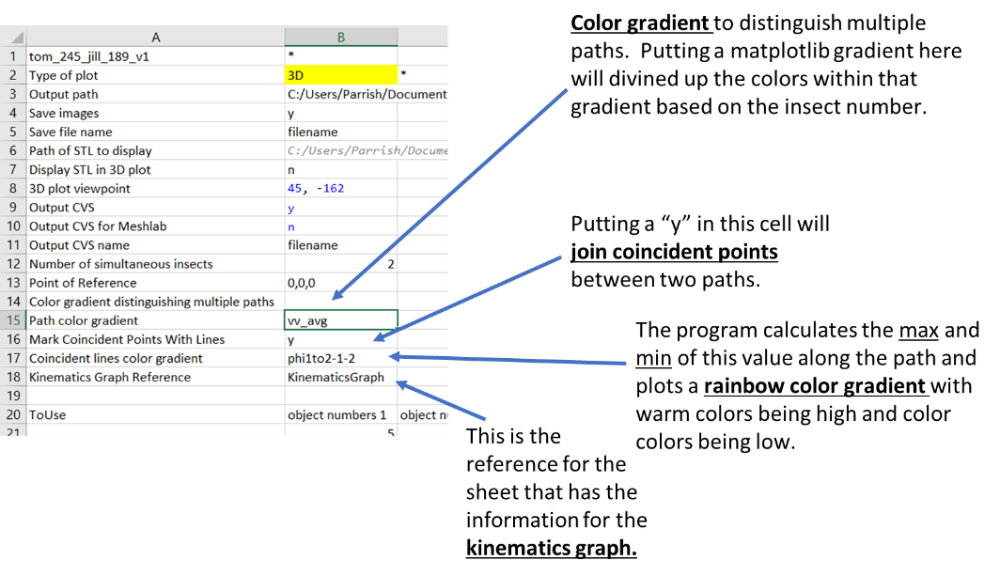 A B
1 tom_245_jill_189_v1 *
2 Type of plot 3D *
3 Output path C:/Users/Parrish/Document
4 Save images y
5 Save file name filename
6 Path of STL to display C:/Users/Parrish/Docume
7 Display STL in 3D plot n
8 3D plot viewpoint 45, -162
9 Output CVS y
10 Output CVS for Meshlab n
11 Output CVS name filename
12 Number of simultaneous insects 2
13 Point of Reference 0,0,0
14 Color gradient distinguishing multiple paths
15 Path color gradient vv_avg
16 Mark Coincident Points With Lines y
17 Coincident lines color gradient phi1to2-1-2
18 Kinematics Graph Reference KinematicsGraph
19
20 ToUse object numbers 1 object n
21 5
Color gradient to distinguish multiple
paths. Putting a matplotlib gradient here
will divined up the colors within that
gradient based on the insect number.
Putting a “y” in this cell will
join coincident points
between two paths.
The program calculates the max and
min of this value along the path and
plots a rainbow color gradient with
warm colors being high and color
colors being low.
This is the
reference for the
sheet that has the
information for the
kinematics graph.